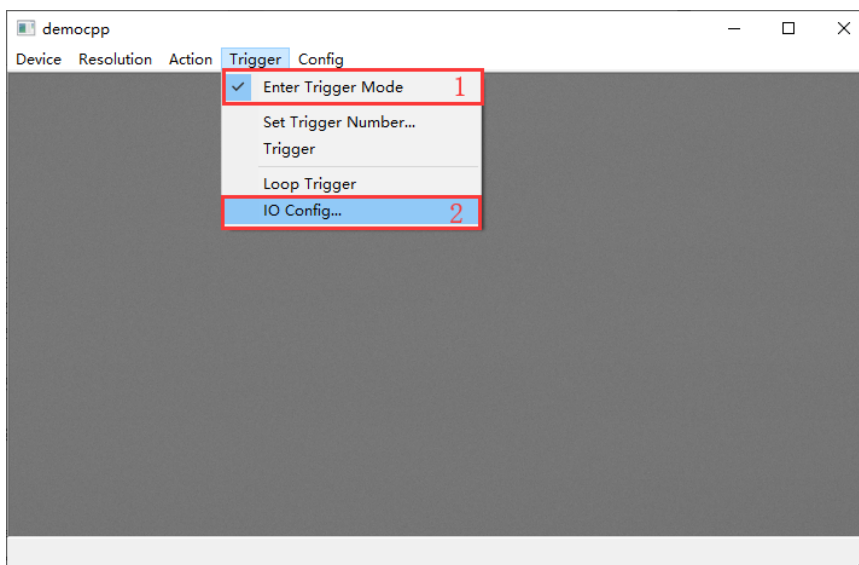 democpp
Device Resolution Action Trigger Config
Enter Trigger Mode 1
Set Trigger Number...
Trigger
Loop Trigger
IO Config... 2